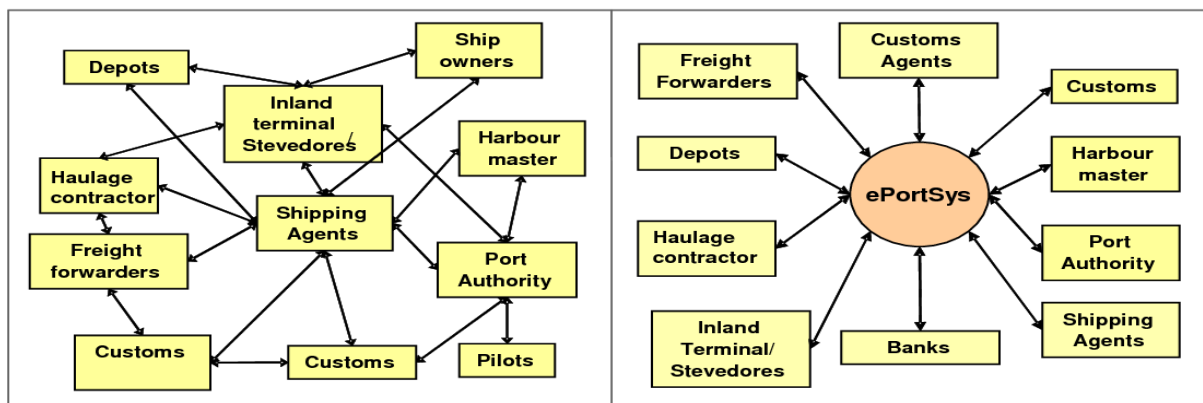 Ship
owners
Depots
Inland
terminal
Stevedores/
Harbour
master
Haulage
contractor
Shipping
Agents
Freight
forwarders
Port
Authority
Customs
Customs
Pilots
Customs
Agents
Freight
Forwarders
Customs
Depots
Harbour
master
ePortSys
Haulage
contractor
Port
Authority
Inland
Terminal/
Stevedores
Banks
Shipping
Agents